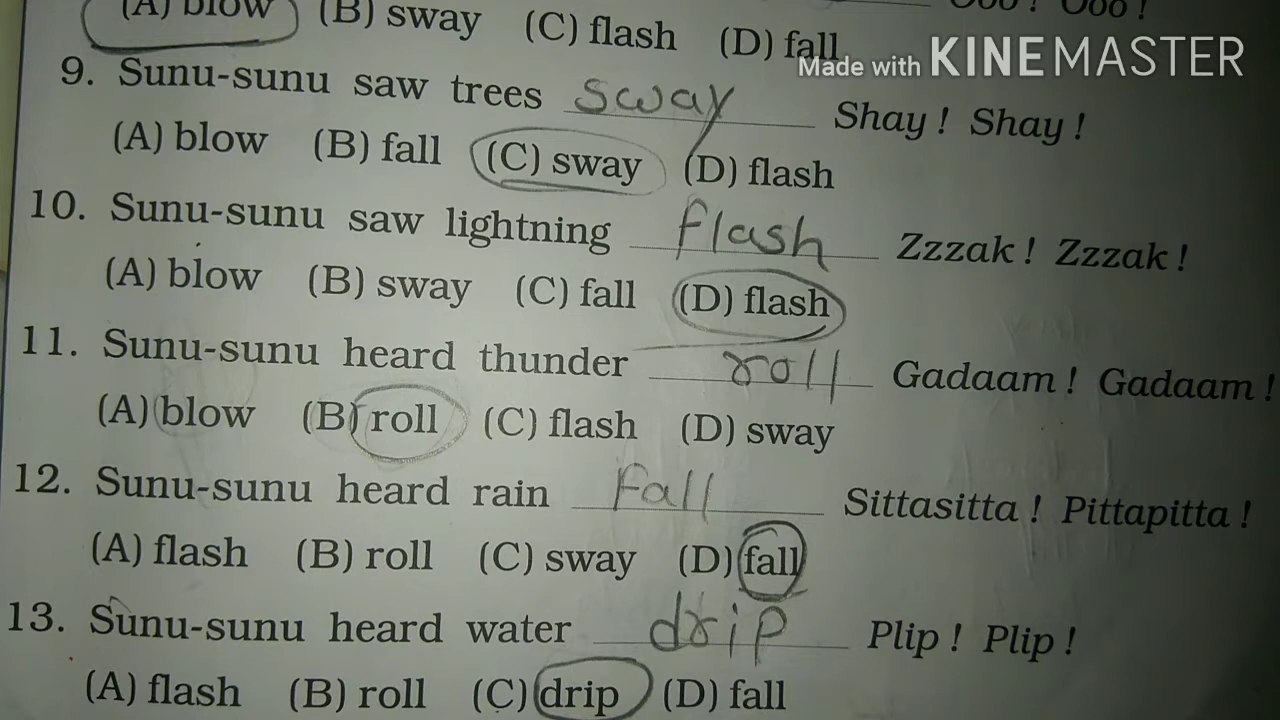 (A) blow (B) sway (C) flash (D) fall
Ooo ! Ooo !
Made with KINEMASTER
9. Sunu-sunu saw trees sway Shay ! Shay !
(A) blow (B) fall (C) sway (D) flash
10. Sunu-sunu saw lightning flash Zzzak ! Zzzak !
(A) blow (B) sway (C) fall (D) flash
11. Sunu-sunu heard thunder roll Gadaam ! Gadaam !
(A) blow (B) roll (C) flash (D) sway
12. Sunu-sunu heard rain Fall Sittasitta ! Pittapitta !
(A) flash (B) roll (C) sway (D) fall
13. Sunu-sunu heard water drip Plip ! Plip !
(A) flash (B) roll (C) drip (D) fall